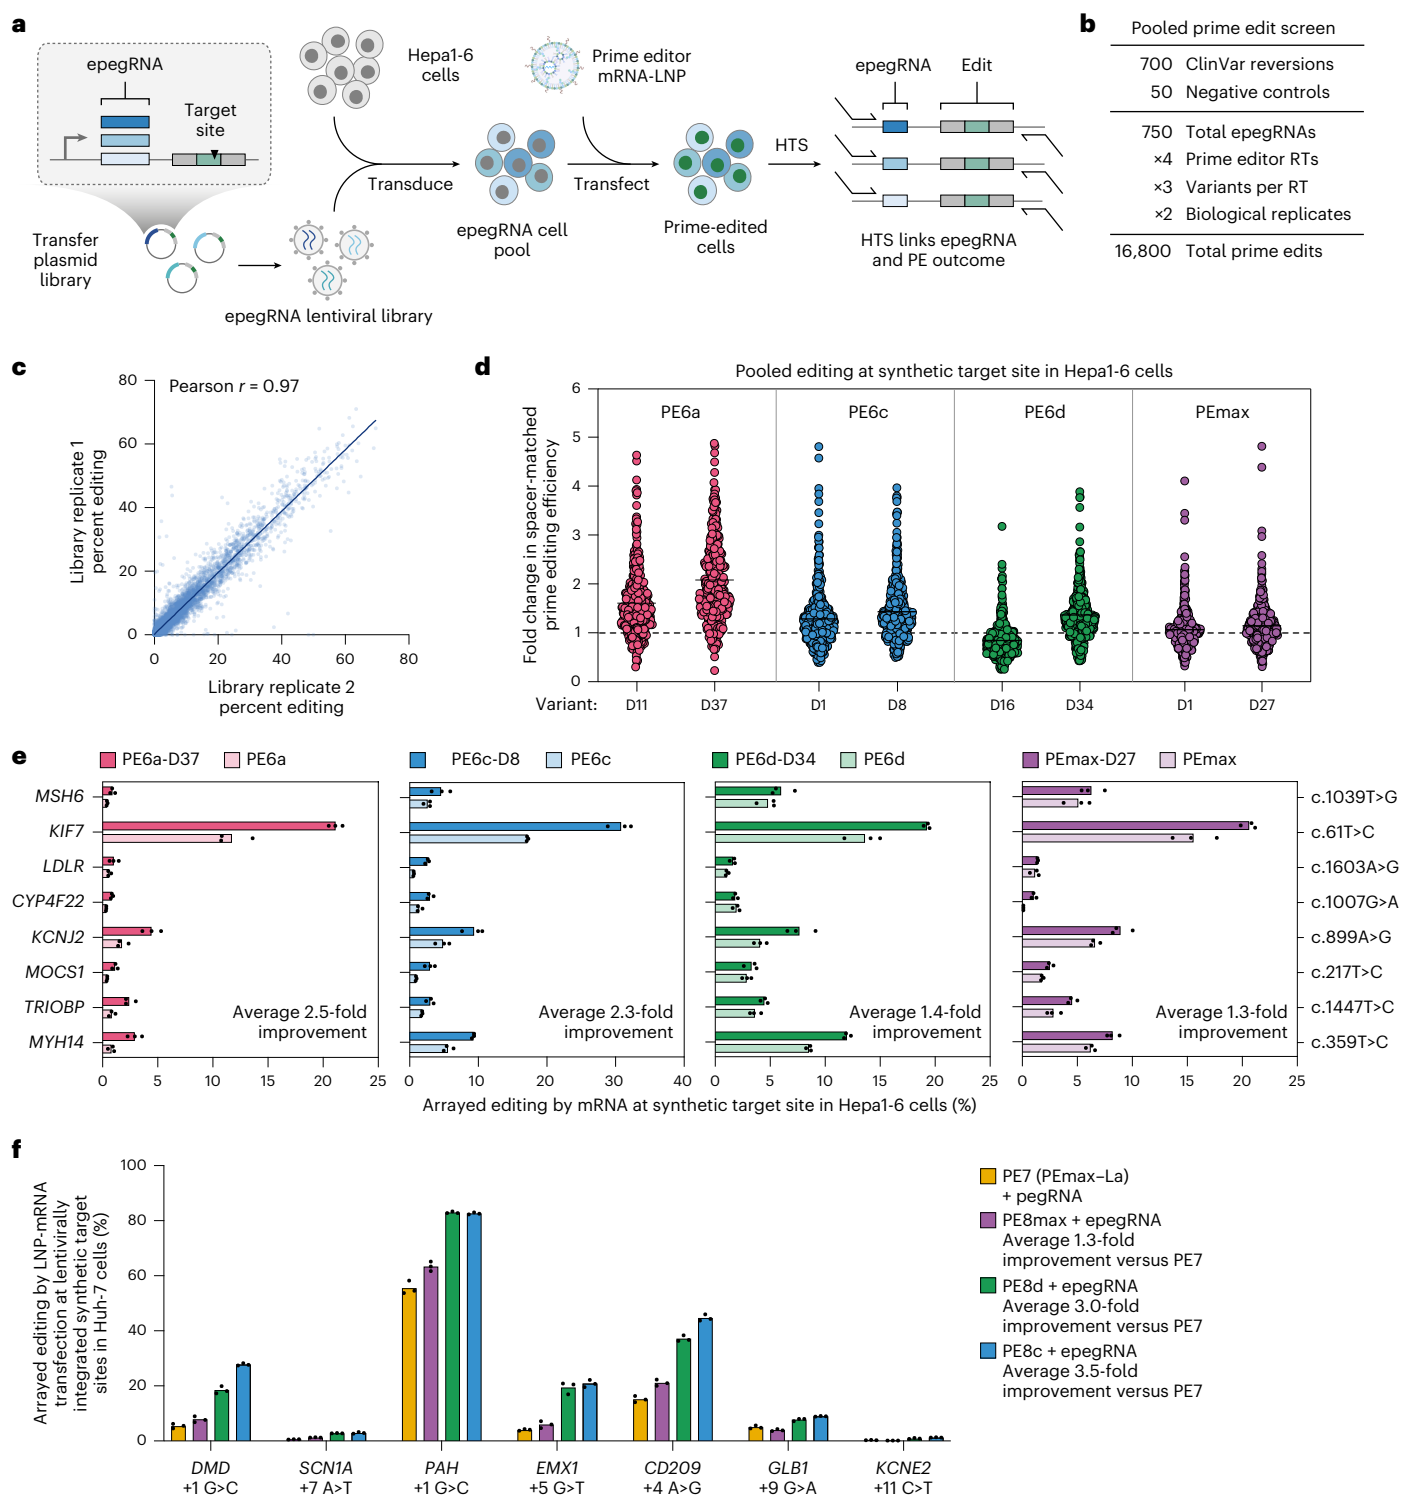 a
epegRNA
Target
site
Hepa1-6
cells
Prime editor
mRNA-LNP
epegRNA
Edit
Transduce
Transfect
HTS
Transfer
plasmid
library
epegRNA lentiviral library
epegRNA cell
pool
Prime-edited
cells
HTS links epegRNA
and PE outcome
b
Pooled prime edit screen
700 ClinVar reversions
50 Negative controls
750 Total epegRNAs
×4 Prime editor RTs
×3 Variants per RT
×2 Biological replicates
16,800 Total prime edits
c
Pearson r = 0.97
Library replicate 1
percent editing
80
60
40
20
0
0 20 40 60 80
Library replicate 2
percent editing
d
Pooled editing at synthetic target site in Hepa1-6 cells
Fold change in spacer-matched
prime editing efficiency
6
5
4
3
2
1
0
PE6a PE6c PE6d PEmax
Variant: D11 D37 D1 D8 D16 D34 D1 D27
e
PE6a-D37 PE6a
PE6c-D8 PE6c
PE6d-D34 PE6d
PEmax-D27 PEmax
MSH6 c.1039T>G
KIF7 c.61T>C
LDLR c.1603A>G
CYP4F22 c.1007G>A
KCNJ2 c.899A>G
MOCS1 c.217T>C
TRIOBP c.1447T>C
MYH14 c.359T>C
Average 2.5-fold
improvement
Average 2.3-fold
improvement
Average 1.4-fold
improvement
Average 1.3-fold
improvement
0 5 10 15 20 25
0 10 20 30 40
0 5 10 15 20 25
0 5 10 15 20 25
Arrayed editing by mRNA at synthetic target site in Hepa1-6 cells (%)
f
Arrayed editing by LNP-mRNA
transfection at lentivirally
integrated synthetic target
sites in Huh-7 cells (%)
100
80
60
40
20
0
DMD
+1 G>C
SCN1A
+7 A>T
PAH
+1 G>C
EMX1
+5 G>T
CD209
+4 A>G
GLB1
+9 G>A
KCNE2
+11 C>T
PE7 (PEmax–La)
+ pegRNA
PE8max + epegRNA
Average 1.3-fold
improvement versus PE7
PE8d + epegRNA
Average 3.0-fold
improvement versus PE7
PE8c + epegRNA
Average 3.5-fold
improvement versus PE7